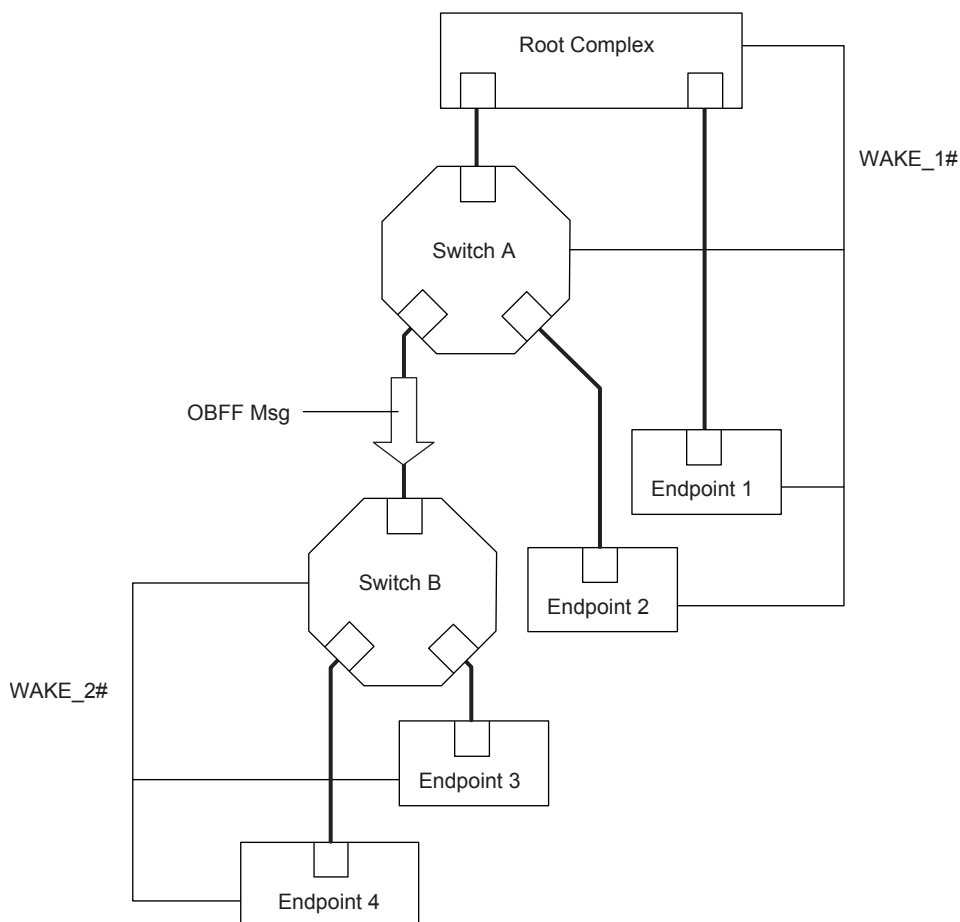 Root Complex
WAKE_1#
Switch A
OBFF Msg
Endpoint 1
Switch B
Endpoint 2
WAKE_2#
Endpoint 3
Endpoint 4